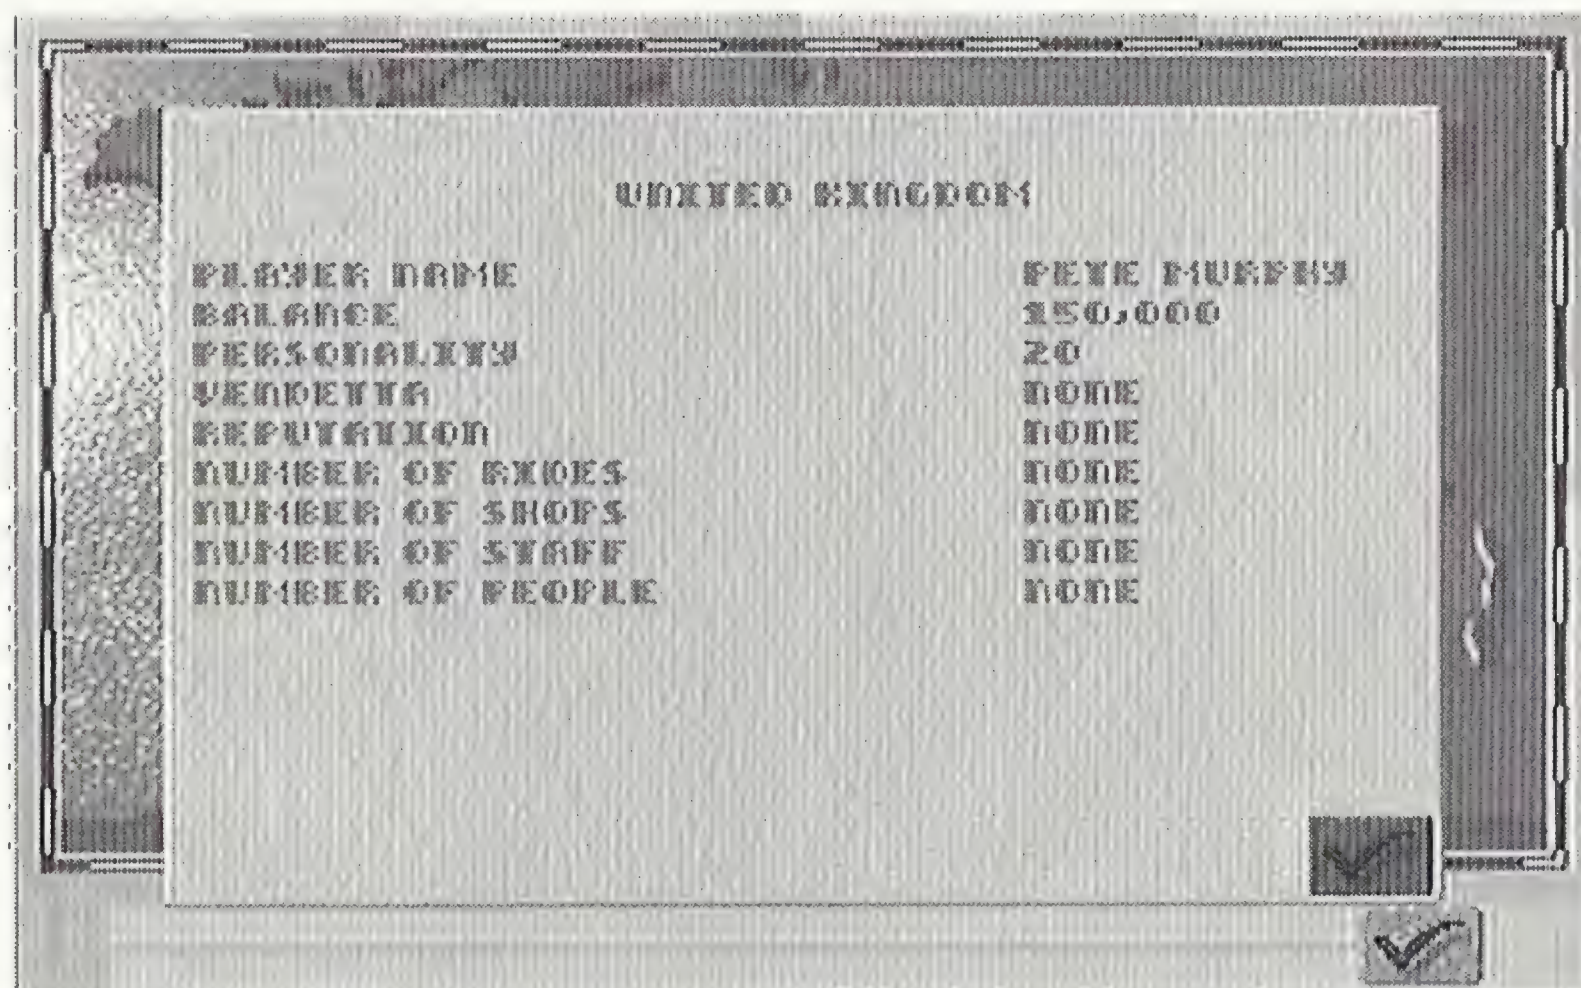 UNITED KINGDOM
PLAYER NAME PETE MURPHY
BALANCE 150,000
PERSONALITY 20
VENDETTA NONE
REPUTATION NONE
NUMBER OF RIDES NONE
NUMBER OF SHOPS NONE
NUMBER OF STAFF NONE
NUMBER OF PEOPLE NONE